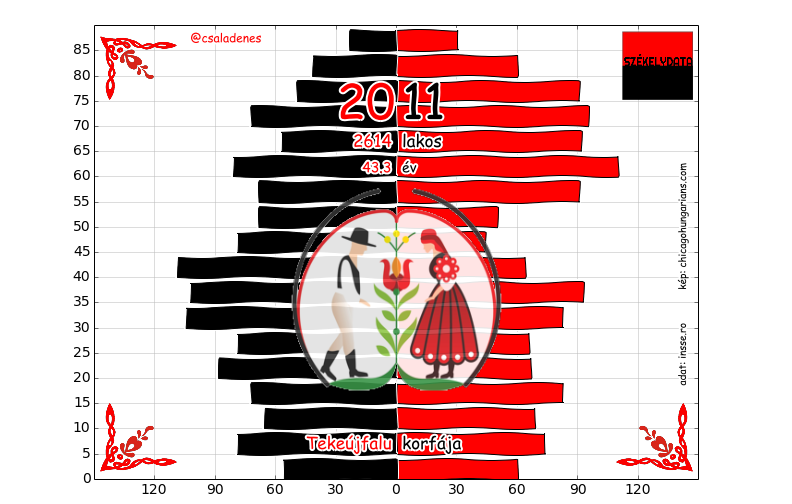 @csaladenes
SZÉKELYDATA
2011
2614 lakos
43.3 év
kép: chicagohungarians.com
adat: insse.ro
Tekeújfalu korfája
85
80
75
70
65
60
55
50
45
40
35
30
25
20
15
10
5
0
120 90 60 30 0 30 60 90 120